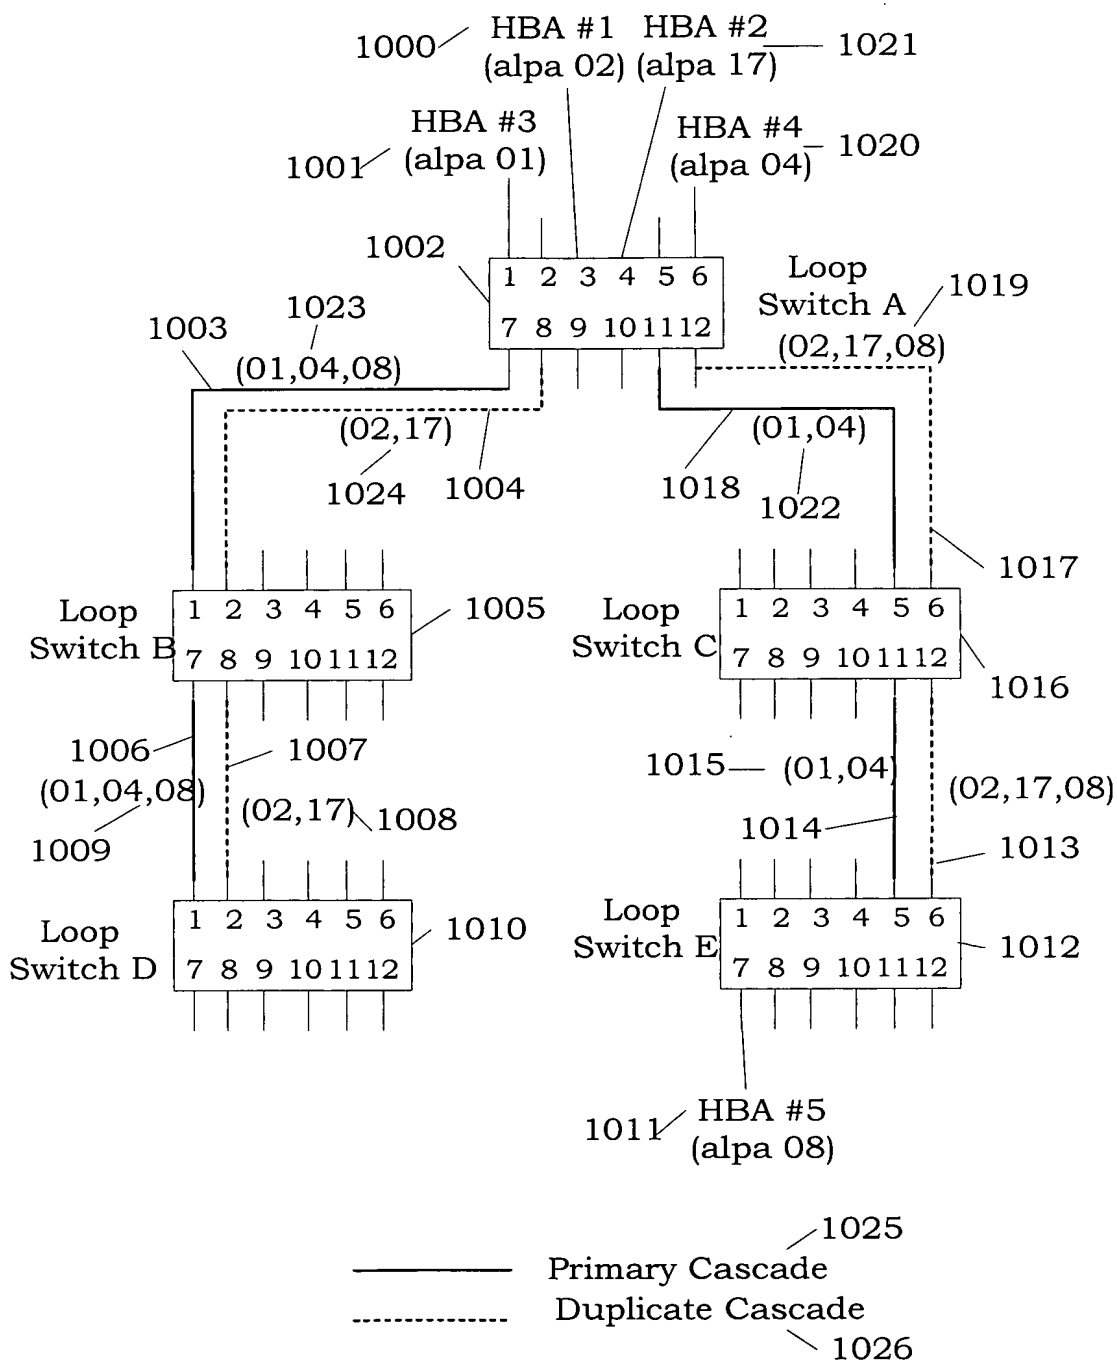 1000 HBA #1 HBA #2 1021
(alpa 02) (alpa 17)
HBA #3 HBA #4 1020
1001 (alpa 01) (alpa 04)
1002
1 2 3 4 5 6
7 8 9 10 11 12
Loop
Switch A
1019
(02,17,08)
1003
1023
(01,04,08)
(02,17)
1024
1004
(01,04)
1018
1022
1017
Loop
Switch B
1 2 3 4 5 6
7 8 9 10 11 12
1005
Loop
Switch C
1 2 3 4 5 6
7 8 9 10 11 12
1016
1006
(01,04,08)
1009
1007
(02,17)
1008
1015
(01,04)
1014
(02,17,08)
1013
Loop
Switch D
1 2 3 4 5 6
7 8 9 10 11 12
1010
Loop
Switch E
1 2 3 4 5 6
7 8 9 10 11 12
1012
1011 HBA #5
(alpa 08)
1025
Primary Cascade
Duplicate Cascade
1026